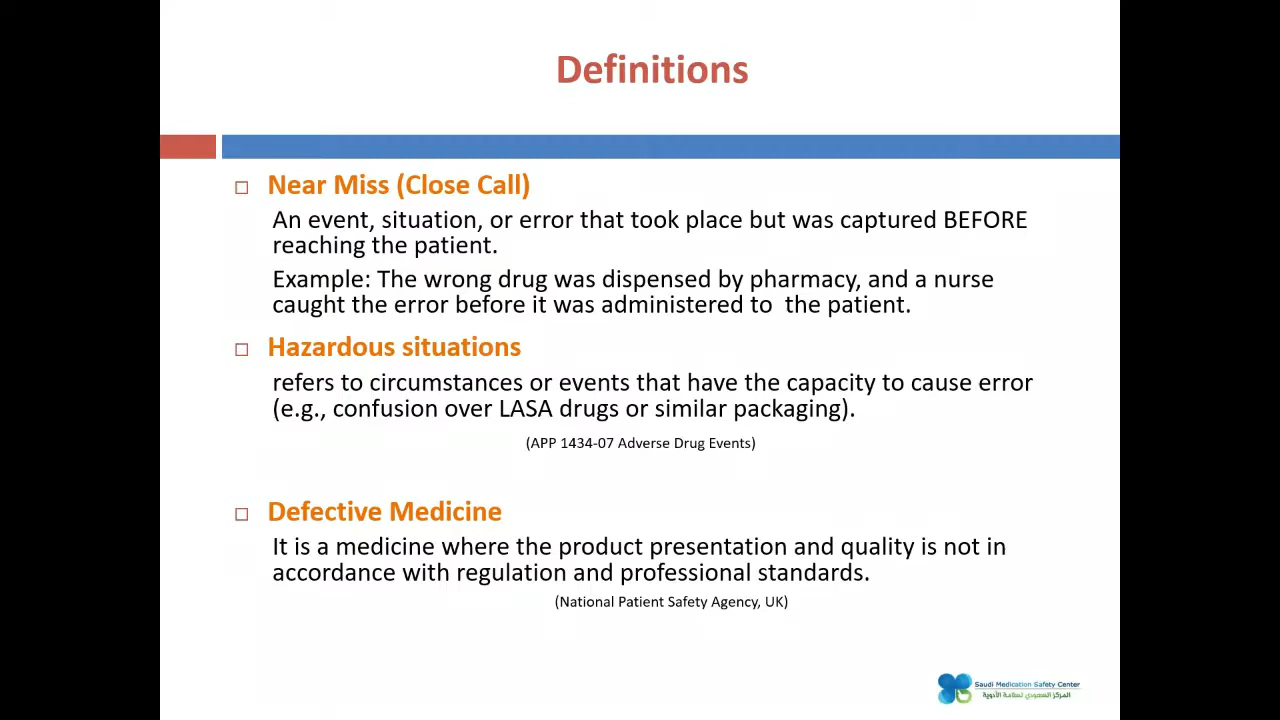 Definitions
Near Miss (Close Call)
An event, situation, or error that took place but was captured BEFORE
reaching the patient.
Example: The wrong drug was dispensed by pharmacy, and a nurse
caught the error before it was administered to  the patient.
Hazardous situations
refers to circumstances or events that have the capacity to cause error
(e.g., confusion over LASA drugs or similar packaging).
(APP 1434-07 Adverse Drug Events)
Defective Medicine
It is a medicine where the product presentation and quality is not in
accordance with regulation and professional standards.
(National Patient Safety Agency, UK)
Saudi Medication Safety Center
المركز السعودي لسلامة الأدوية